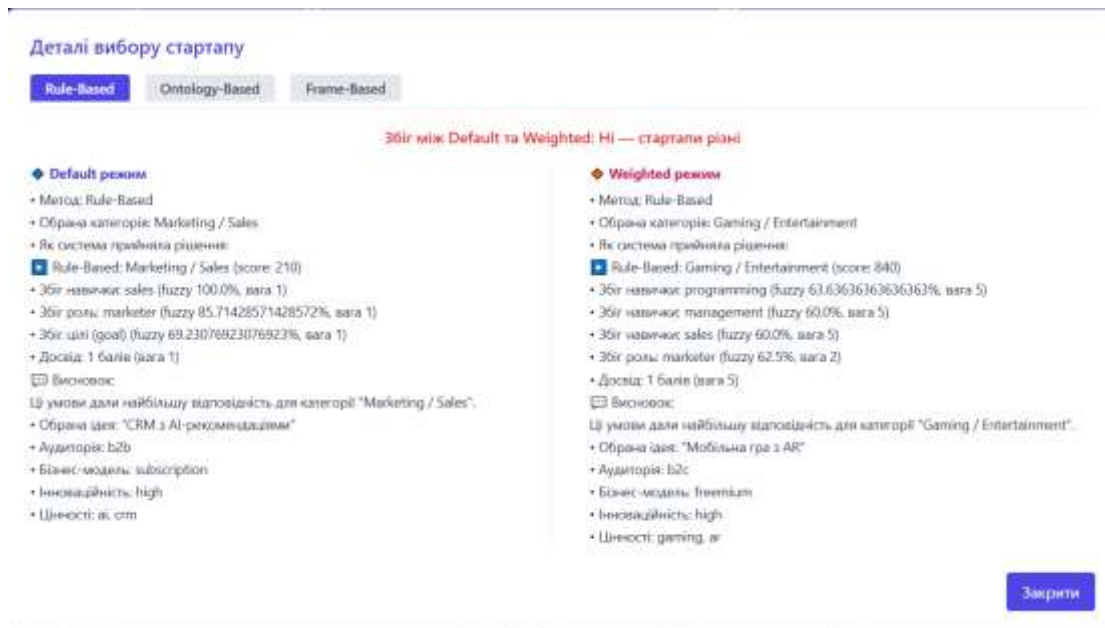 Деталі вибору стартапу
Rule-Based
Ontology-Based
Frame-Based
Збіг між Default та Weighted: Ні — стартапи різні
Default режим
• Метод: Rule-Based
• Обрана категорія: Marketing / Sales
• Як система прийняла рішення:
Rule-Based: Marketing / Sales (score: 210)
• Збіг навички: sales (fuzzy 100.0%, вага 1)
• Збіг роль: marketer (fuzzy 85.71428571428572%, вага 1)
• Збіг цілі (goal) (fuzzy 69.23076923076923%, вага 1)
• Досвід: 1 балів (вага 1)
Висновок:
Ці умови дали найбільшу відповідність для категорії "Marketing / Sales".
• Обрана ідея: "CRM з AI-рекомендаціями"
• Аудиторія: b2b
• Бізнес-модель: subscription
• Інноваційність: high
• Цінності: ai, crm
Weighted режим
• Метод: Rule-Based
• Обрана категорія: Gaming / Entertainment
• Як система прийняла рішення:
Rule-Based: Gaming / Entertainment (score: 840)
• Збіг навички: programming (fuzzy 63.63636363636363%, вага 5)
• Збіг навички: management (fuzzy 60.0%, вага 5)
• Збіг навички: sales (fuzzy 60.0%, вага 5)
• Збіг роль: marketer (fuzzy 62.5%, вага 2)
• Досвід: 1 балів (вага 5)
Висновок:
Ці умови дали найбільшу відповідність для категорії "Gaming / Entertainment".
• Обрана ідея: "Мобільна гра з AR"
• Аудиторія: b2c
• Бізнес-модель: freemium
• Інноваційність: high
• Цінності: gaming, ar
Закрити